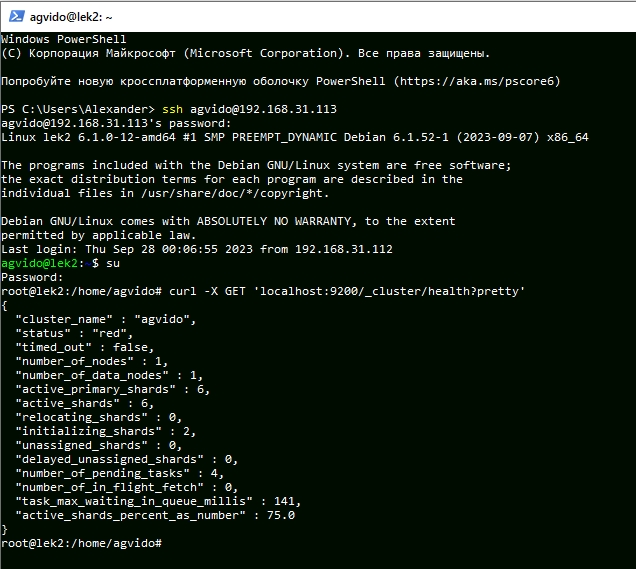 agvido@lek2: ~
Windows PowerShell
(C) Корпорация Майкрософт (Microsoft Corporation). Все права защищены.
Попробуйте новую кроссплатформенную оболочку PowerShell (https://aka.ms/pscore6)
PS C:\Users\Alexander> ssh agvido@192.168.31.113
agvido@192.168.31.113's password:
Linux lek2 6.1.0-12-amd64 #1 SMP PREEMPT_DYNAMIC Debian 6.1.52-1 (2023-09-07) x86_64
The programs included with the Debian GNU/Linux system are free software;
the exact distribution terms for each program are described in the
individual files in /usr/share/doc/*/copyright.
Debian GNU/Linux comes with ABSOLUTELY NO WARRANTY, to the extent
permitted by applicable law.
Last login: Thu Sep 28 00:06:55 2023 from 192.168.31.112
agvido@lek2:~$ su
Password:
root@lek2:/home/agvido# curl -X GET 'localhost:9200/_cluster/health?pretty'
{
  "cluster_name" : "agvido",
  "status" : "red",
  "timed_out" : false,
  "number_of_nodes" : 1,
  "number_of_data_nodes" : 1,
  "active_primary_shards" : 6,
  "active_shards" : 6,
  "relocating_shards" : 0,
  "initializing_shards" : 2,
  "unassigned_shards" : 0,
  "delayed_unassigned_shards" : 0,
  "number_of_pending_tasks" : 4,
  "number_of_in_flight_fetch" : 0,
  "task_max_waiting_in_queue_millis" : 141,
  "active_shards_percent_as_number" : 75.0
}
root@lek2:/home/agvido#